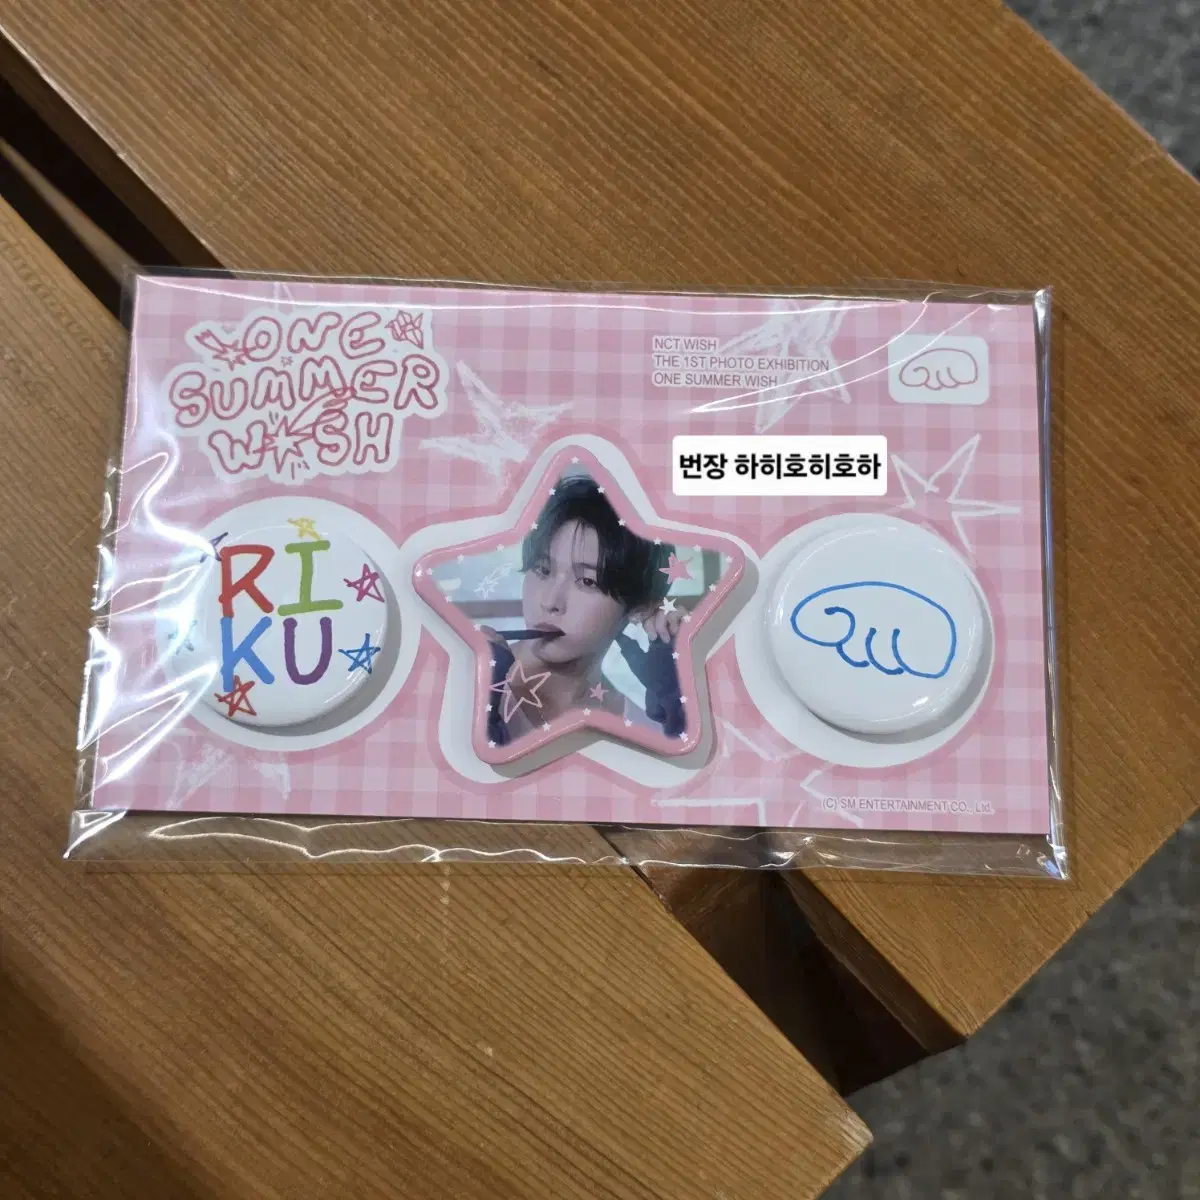 ONE
SUMMER
WISH
NCT WISH
THE 1ST PHOTO EXHIBITION
ONE SUMMER WISH
번장 하히호히호하
RI
KU
(C) SM ENTERTAINMENT CO., Ltd.